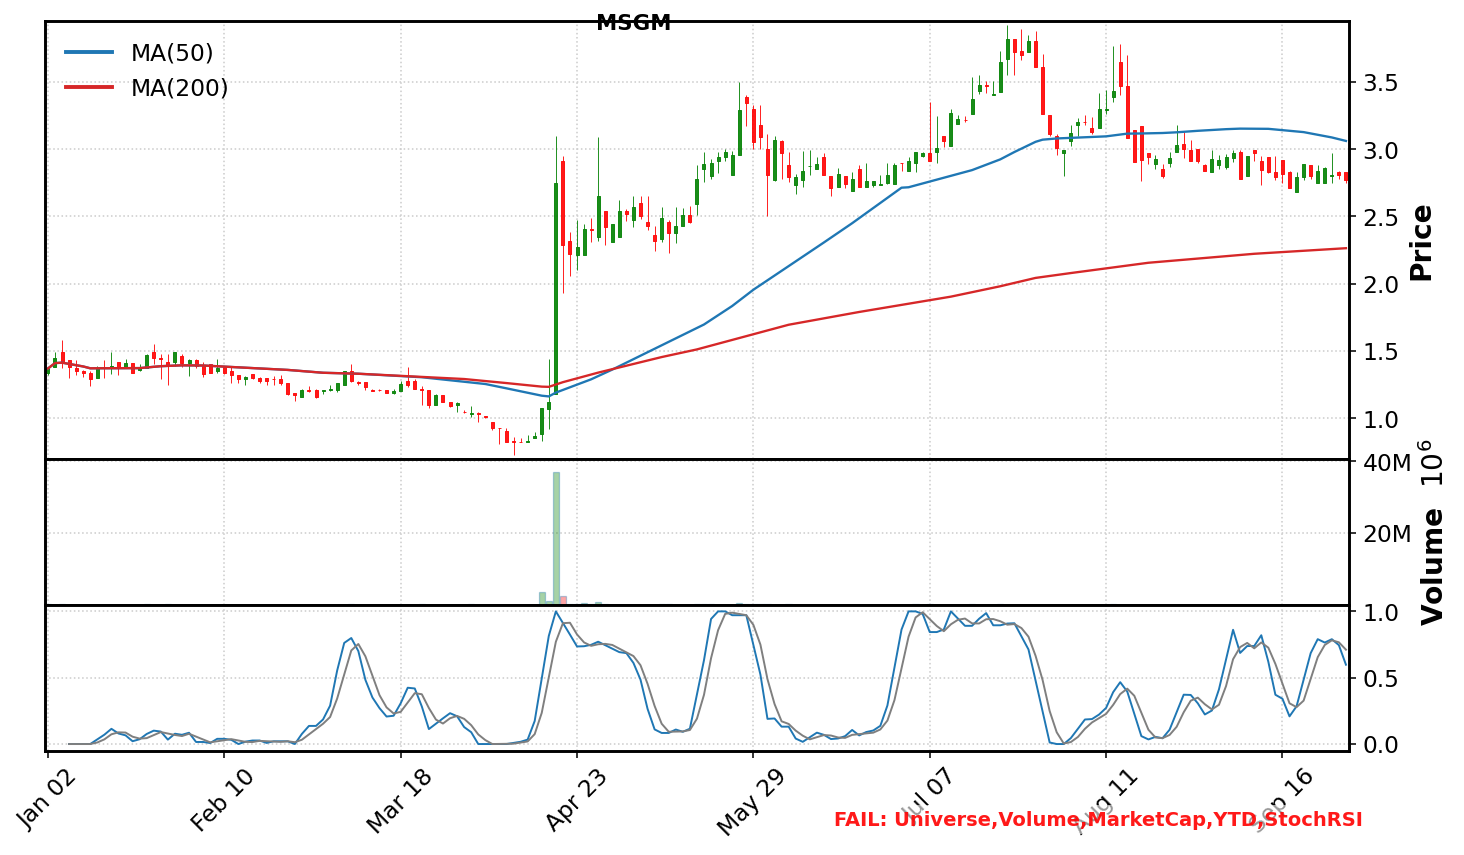 MSGM
MA(50)
MA(200)
3.5
3.0
2.5
2.0
1.5
1.0
Price
40M
20M
Volume 10^6
1.0
0.5
0.0
Jan 02
Feb 10
Mar 18
Apr 23
May 29
Jul 07
Aug 11
Sep 16
FAIL: Universe,Volume,MarketCap,YTD,StochRSI